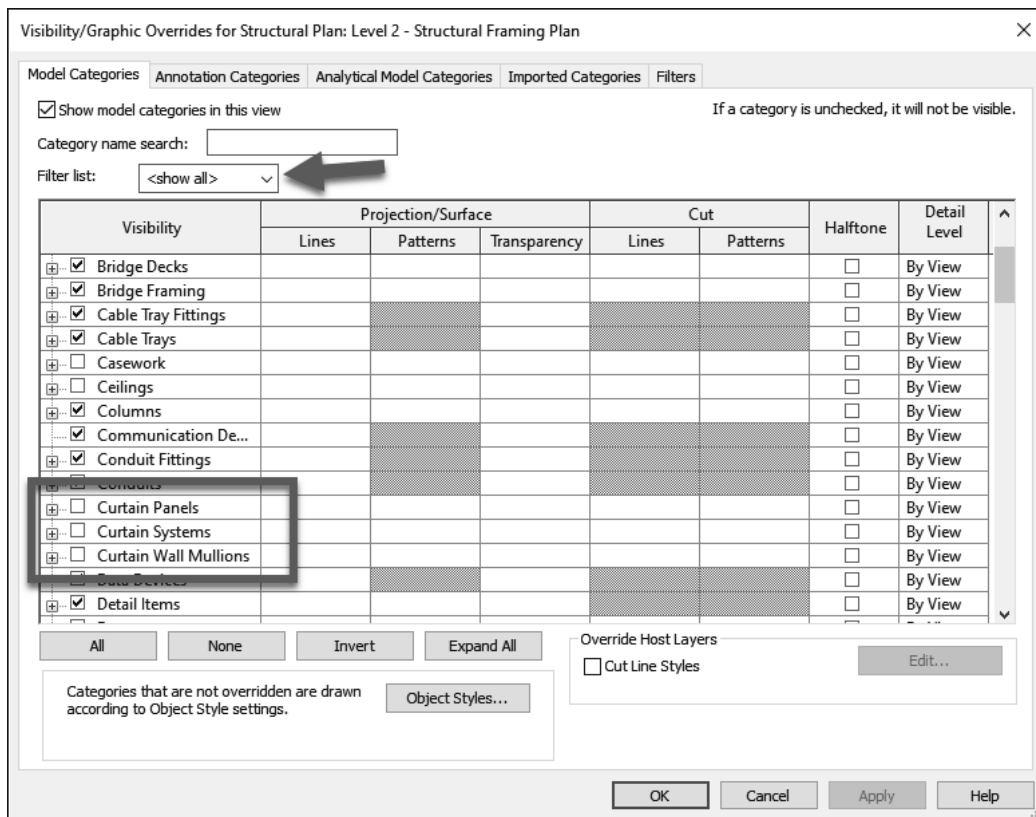 Visibility/Graphic Overrides for Structural Plan: Level 2 - Structural Framing Plan
Model Categories Annotation Categories Analytical Model Categories Imported Categories Filters
Show model categories in this view If a category is unchecked, it will not be visible.
Category name search:
Filter list: <show all>
Visibility Projection/Surface Cut Halftone Detail Level
Lines Patterns Transparency Lines Patterns
Bridge Decks By View
Bridge Framing By View
Cable Tray Fittings By View
Cable Trays By View
Casework By View
Ceilings By View
Columns By View
Communication De... By View
Conduit Fittings By View
Conduits By View
Curtain Panels By View
Curtain Systems By View
Curtain Wall Mullions By View
Data Devices By View
Detail Items By View
All None Invert Expand All Override Host Layers
Cut Line Styles Edit...
Categories that are not overridden are drawn
according to Object Style settings. Object Styles...
OK Cancel Apply Help